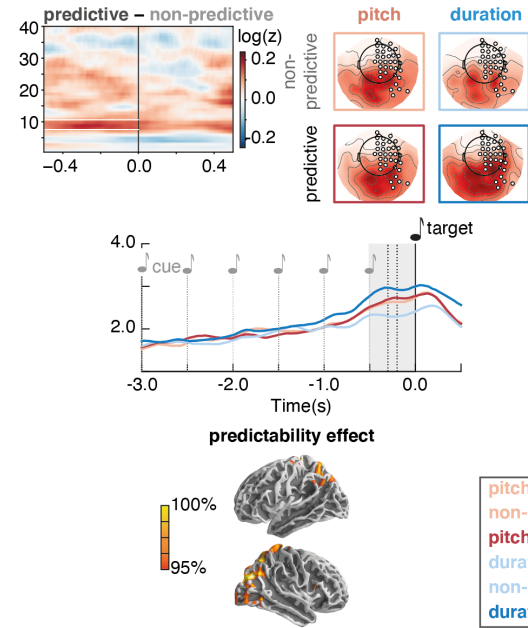 predictive – non-predictive
40
30
20
10
−0.4
0.0
0.4
log(z)
0.2
0.0
0.2
pitch
duration
non-
predictive
predictive
target
4.0
cue
2.0
-3.0
-2.0
-1.0
0.0
Time(s)
predictability effect
100%
95%
pitch
non-
pitch
dura
non-
dura